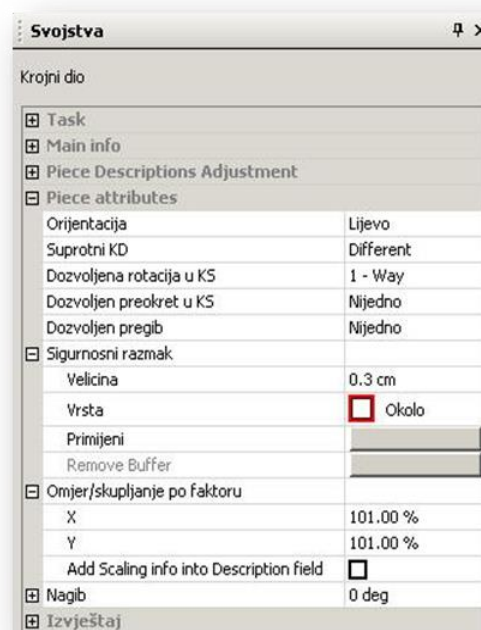 Svojstva
Krojni dio
Task
Main info
Piece Descriptions Adjustment
Piece attributes
Orijentacija Lijevo
Suprotni KD Different
Dozvoljena rotacija u KS 1 - Way
Dozvoljen preokret u KS Nijedno
Dozvoljen pregib Nijedno
Sigurnosni razmak
Velicina 0.3 cm
Vrsta Okolo
Primijeni
Remove Buffer
Omjer/skupljanje po faktoru
X 101.00 %
Y 101.00 %
Add Scaling info into Description field
Nagib 0 deg
Izvještaj